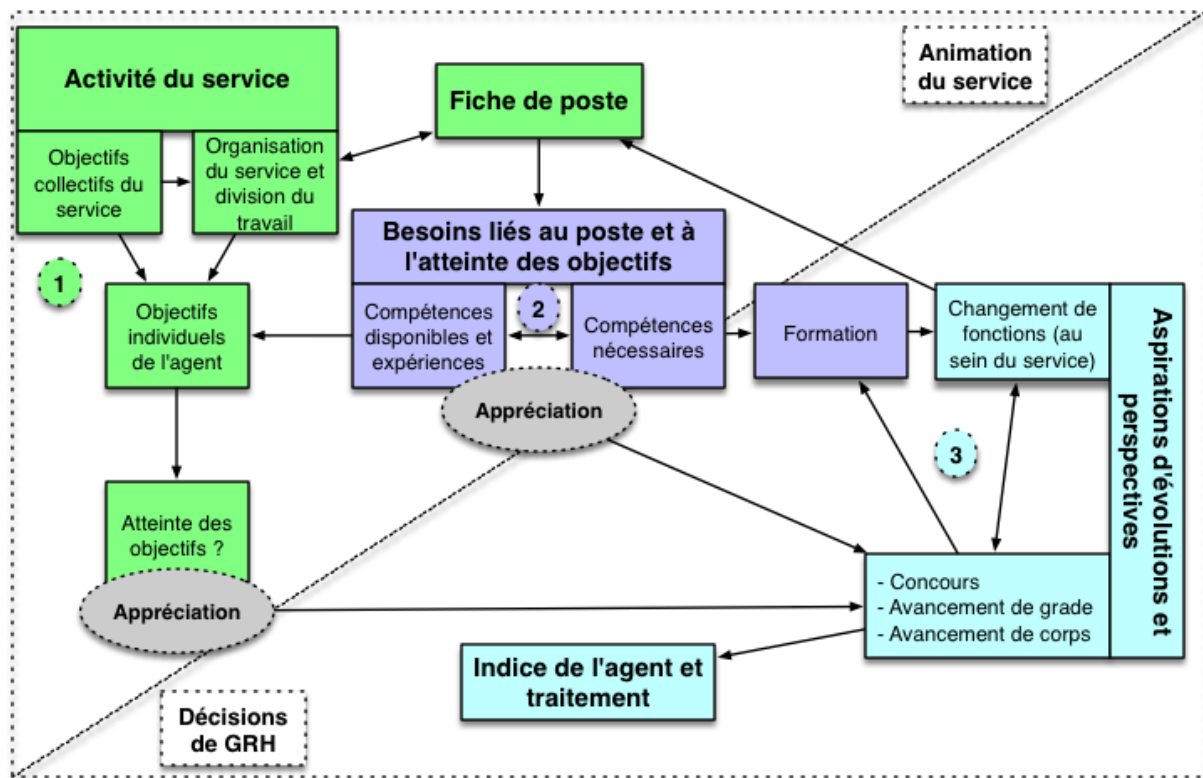 Activité du service
Objectifs
collectifs du
service
Organisation
du service et
division du
travail
Fiche de poste
Animation
du service
Besoins liés au poste et à
l'atteinte des objectifs
1
Objectifs
individuels
de l'agent
Compétences
disponibles et
expériences
2
Compétences
nécessaires
Formation
Changement de
fonctions (au
sein du service)
Aspirations d'évolutions et
perspectives
Appréciation
3
Atteinte des
objectifs ?
Appréciation
- Concours
- Avancement de grade
- Avancement de corps
Indice de l'agent et
traitement
Décisions
de GRH